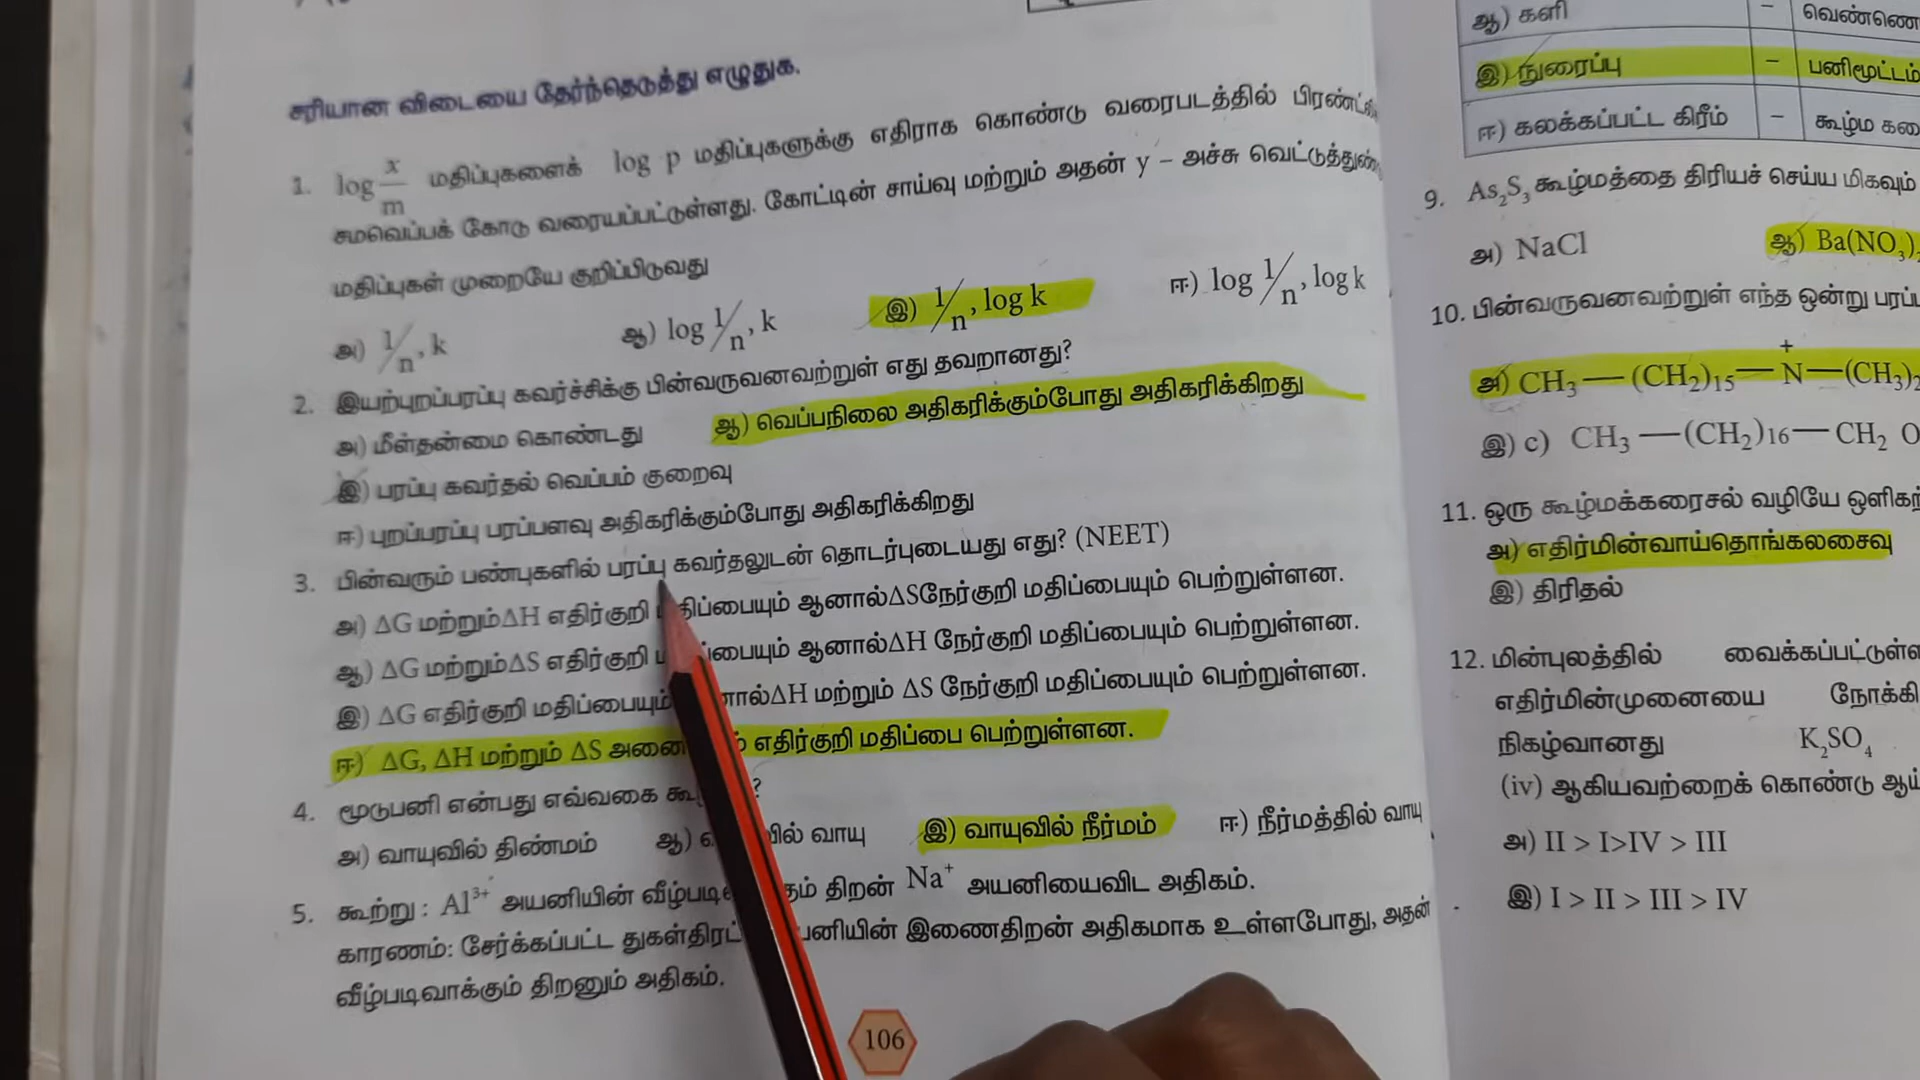 சரியான விடையை தேர்ந்தெடுத்து எழுதுக.
1. log x/m மதிப்புகளைக் log p மதிப்புகளுக்கு எதிராக கொண்டு வரைபடத்தில்
சமவெப்பக் கோடு வரையப்பட்டுள்ளது. கோட்டின் சாய்வு மற்றும் அதன் y – அச்சு
மதிப்புகள் முறையே குறிப்பிடுவது
அ) 1/n, k ஆ) log 1/n, k இ) 1/n, log k ஈ) log 1/n, log k
2. இயற்புறப்பரப்பு கவர்ச்சிக்கு பின்வருவனவற்றுள் எது தவறானது?
அ) மீள்தன்மை கொண்டது ஆ) வெப்பநிலை அதிகரிக்கும்போது அதிகரிக்கிறது
இ) பரப்பு கவர்தல் வெப்பம் குறைவு
ஈ) புறப்பரப்பு பரப்பளவு அதிகரிக்கும்போது அதிகரிக்கிறது
3. பின்வரும் பண்புகளில் பரப்பு கவர்தலுடன் தொடர்புடையது எது? (NEET)
அ) ΔG மற்றும்ΔH எதிர்குறி மதிப்பையும் ஆனால்ΔSநேர்குறி மதிப்பையும் பெற்றுள்ளன.
ஆ) ΔG மற்றும்ΔS எதிர்குறி மதிப்பையும் ஆனால்ΔH நேர்குறி மதிப்பையும் பெற்றுள்ளன.
இ) ΔG எதிர்குறி மதிப்பையும் ΔH மற்றும் ΔS நேர்குறி மதிப்பையும் பெற்றுள்ளன.
ஈ) ΔG, ΔH மற்றும் ΔS எதிர்குறி மதிப்பை பெற்றுள்ளன.
4. மூடுபனி என்பது எவ்வகை ?
அ) வாயுவில் திண்மம் ஆ) வாயு இ) வாயுவில் நீர்மம் ஈ) நீர்மத்தில் வாயு
5. கூற்று : Al³⁺ அயனியின் திறன் Na⁺ அயனியைவிட அதிகம்.
காரணம்: சேர்க்கப்பட்ட இணைதிறன் அதிகமாக உள்ளபோது, அதன்
வீழ்படிவாக்கும் திறனும் அதிகம்.
106
ஆ) களி –
இ) நுரைப்பு – பனிமூட்டம்
ஈ) கலக்கப்பட்ட கிரீம் – கூழ்ம
9. As₂S₃ கூழ்மத்தை திரியச் செய்ய மிகவும்
அ) NaCl ஆ) Ba(NO₃)₂
10. பின்வருவனவற்றுள் எந்த ஒன்று
அ) CH₃—(CH₂)₁₅—N⁺—(CH₃)₂
இ) c) CH₃—(CH₂)₁₆—CH₂ O
11. ஒரு கூழ்மக்கரைசல் வழியே
அ) எதிர்மின்வாய்தொங்கலசைவு
இ) திரிதல்
12. மின்புலத்தில்
எதிர்மின்முனையை
நிகழ்வானது K₂SO₄
(iv) ஆகியவற்றைக் கொண்டு
அ) II > I>IV > III
இ) I > II > III > IV